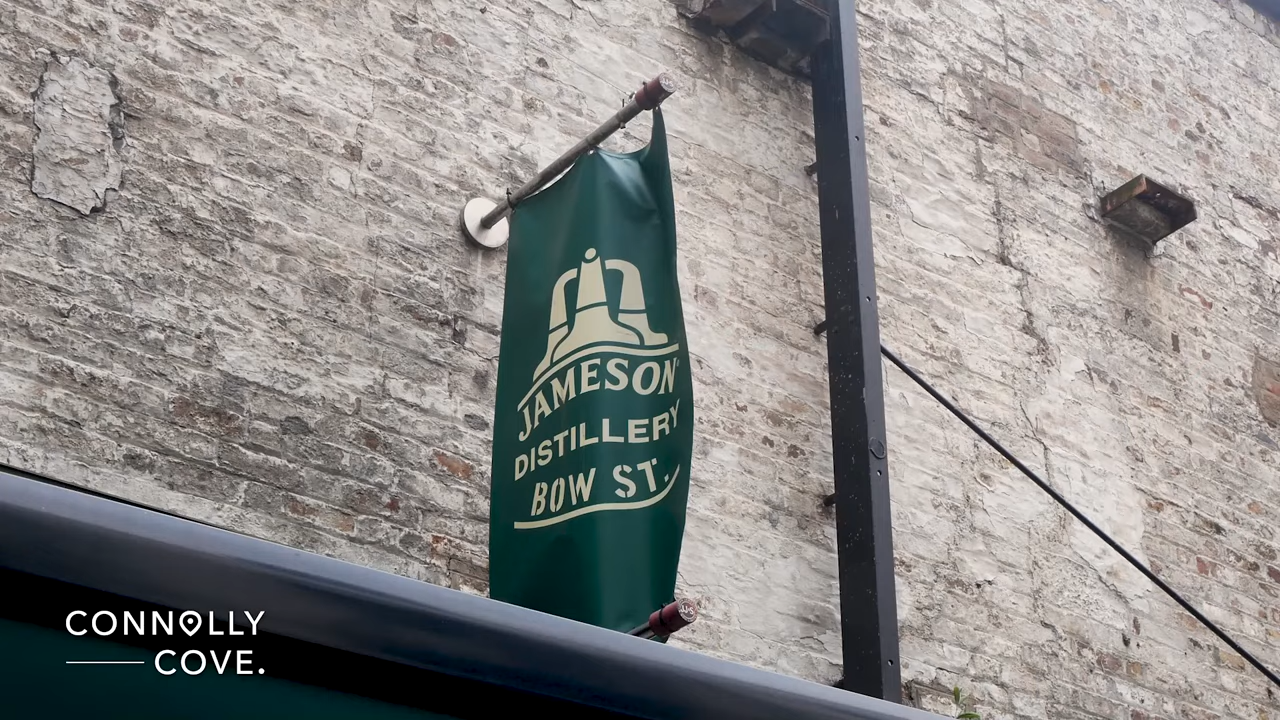 JAMESON
DISTILLERY
BOW ST.
CONNOLLY
COVE.